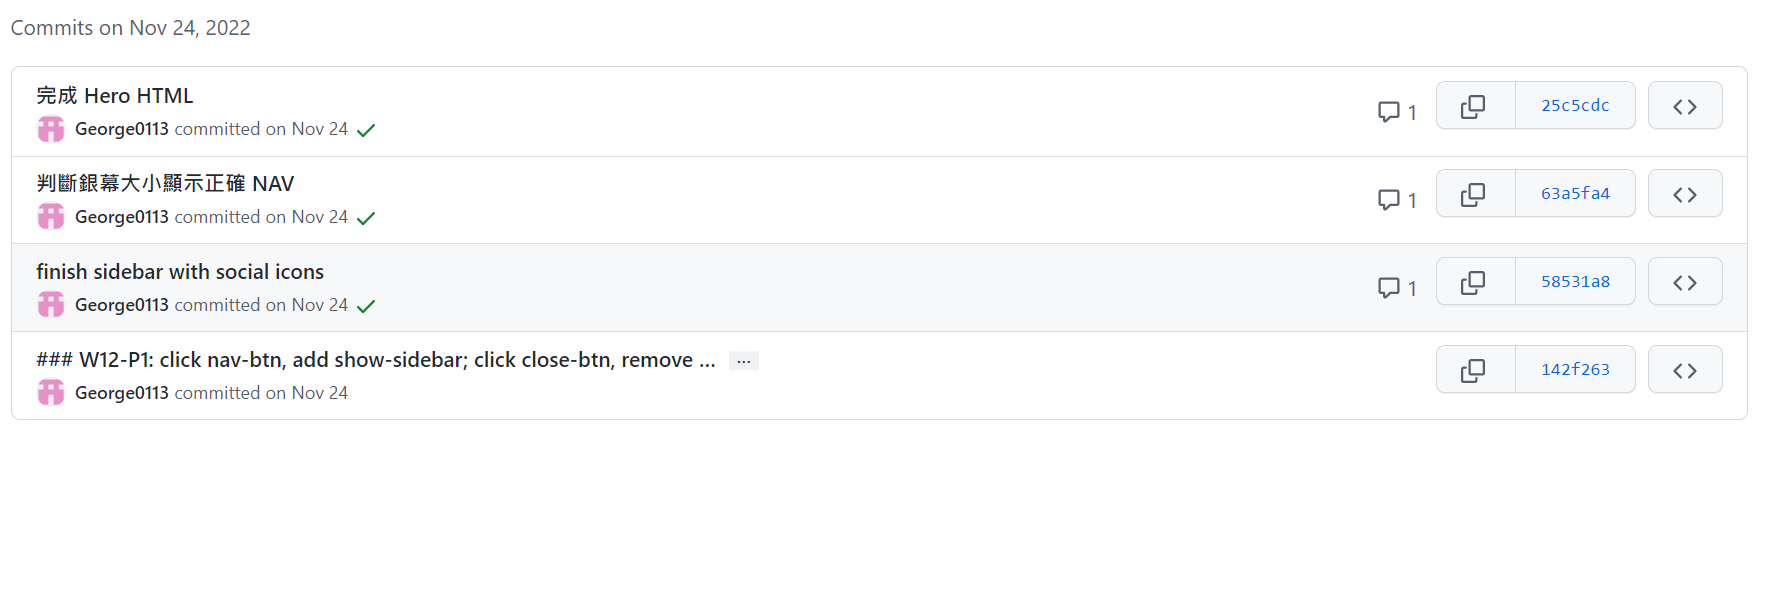 Commits on Nov 24, 2022
完成 Hero HTML
George0113 committed on Nov 24
1
25c5cdc
判斷銀幕大小顯示正確 NAV
George0113 committed on Nov 24
1
63a5fa4
finish sidebar with social icons
George0113 committed on Nov 24
1
58531a8
### W12-P1: click nav-btn, add show-sidebar; click close-btn, remove ... …
George0113 committed on Nov 24
142f263